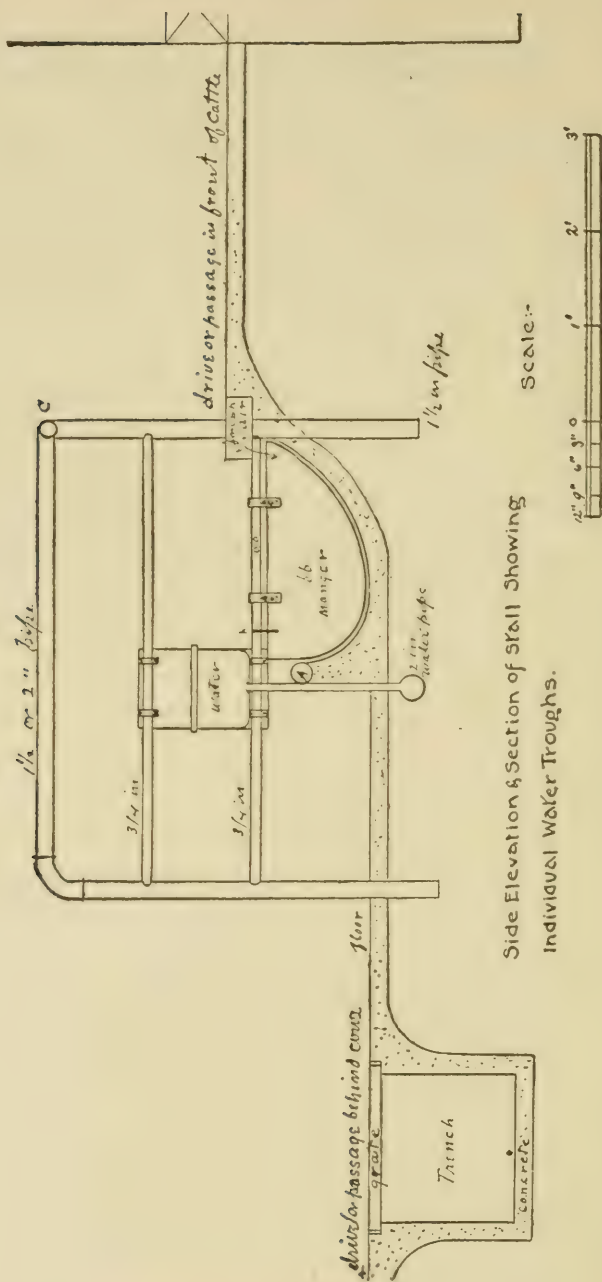 1½ or 2" pipe
C
drive or passage in front of cattle
3/4 in
water
3/4 in
manger
A
water pipe
1½ in pipe
drive or passage behind cows
floor
grate
Trench
concrete
Side Elevation & Section of Stall Showing
Individual Water Troughs.
Scale:-
12" 9" 6" 3" 0 1' 2' 3'